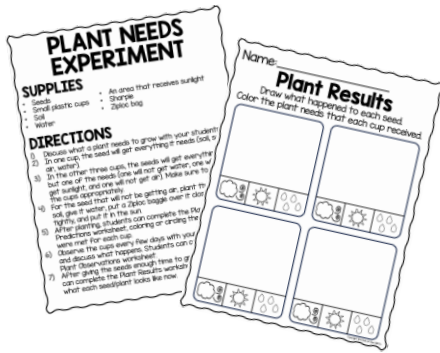 PLANT NEEDS
EXPERIMENT
SUPPLIES
• Seeds
• Small plastic cups
• Soil
• Water
• An area that receives sunlight
• Sharpie
• Ziploc bag
DIRECTIONS
1) Discuss what a plant needs to grow with your students
2) In one cup, the seed will get everything it needs (soil, s
air, water).
3) In the other three cups, the seeds will get everything
but one of the needs (one will not get water, one w
get sunlight, and one will not get air). Make sure to
the cups appropriately.
4) For the seed that will not be getting air, plant th
soil, give it water, put a Ziploc baggie over it clos
tightly, and put it in the sun.
5) After planting, students can complete the Pla
Predictions worksheet, coloring or circling the
were met for each cup.
6) Observe the cups every few days with your
and discuss what happens. Students can c
Plant Observations worksheet.
7) After giving the seeds enough time to gr
can complete the Plant Results worksh
what each seed/plant looks like now.
Name:
Plant Results
Draw what happened to each seed.
Color the plant needs that each cup received.